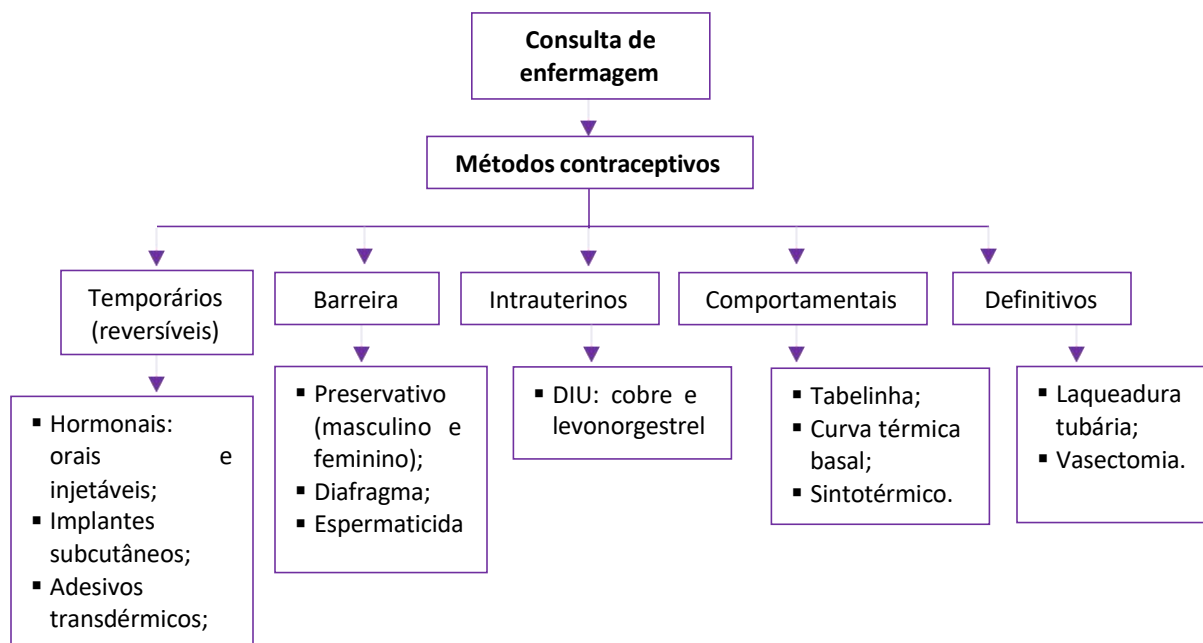 Consulta de
enfermagem
Métodos contraceptivos
Temporários
(reversíveis)
Barreira
Intrauterinos
Comportamentais
Definitivos
▪ Hormonais:
orais e
injetáveis;
▪ Implantes
subcutâneos;
▪ Adesivos
transdérmicos;
▪ Preservativo
(masculino e
feminino);
▪ Diafragma;
▪ Espermaticida
▪ DIU: cobre e
levonorgestrel
▪ Tabelinha;
▪ Curva térmica
basal;
▪ Sintotérmico.
▪ Laqueadura
tubária;
▪ Vasectomia.